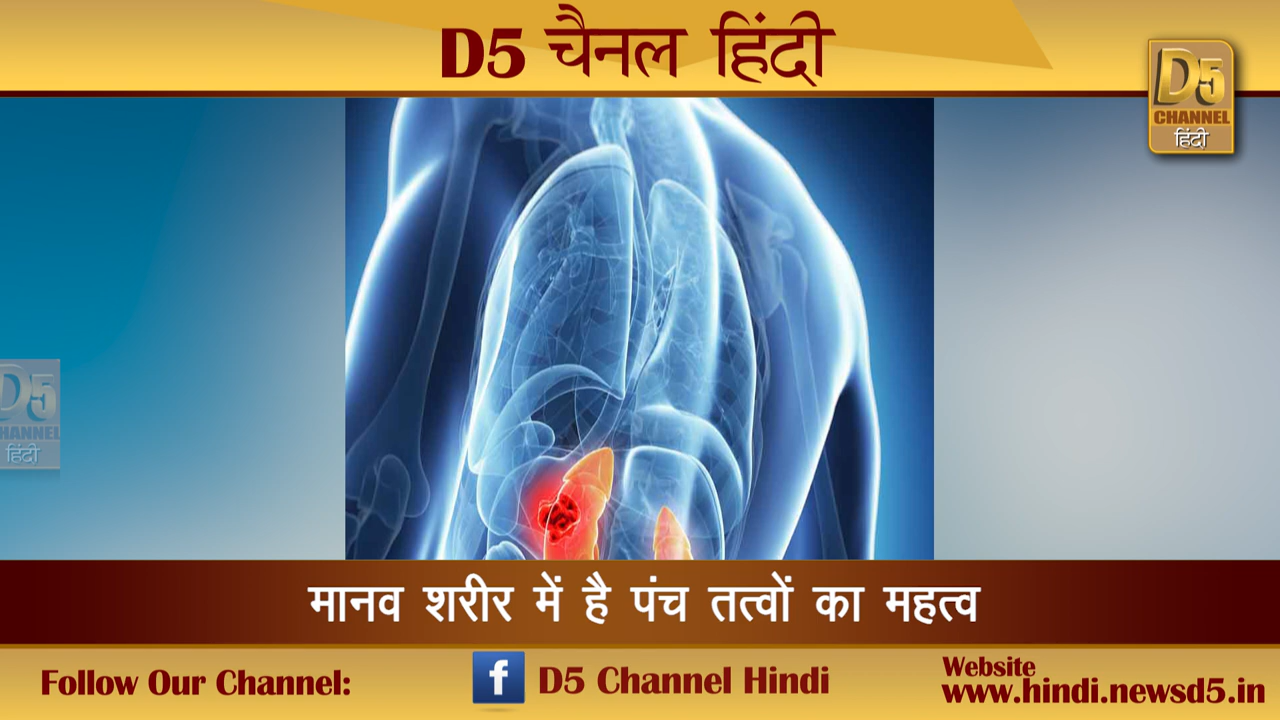 D5 चैनल हिंदी
D5
CHANNEL
हिंदी
D5
CHANNEL
हिंदी
मानव शरीर में है पंच तत्वों का महत्व
Follow Our Channel:
f
D5 Channel Hindi
Website
www.hindi.newsd5.in